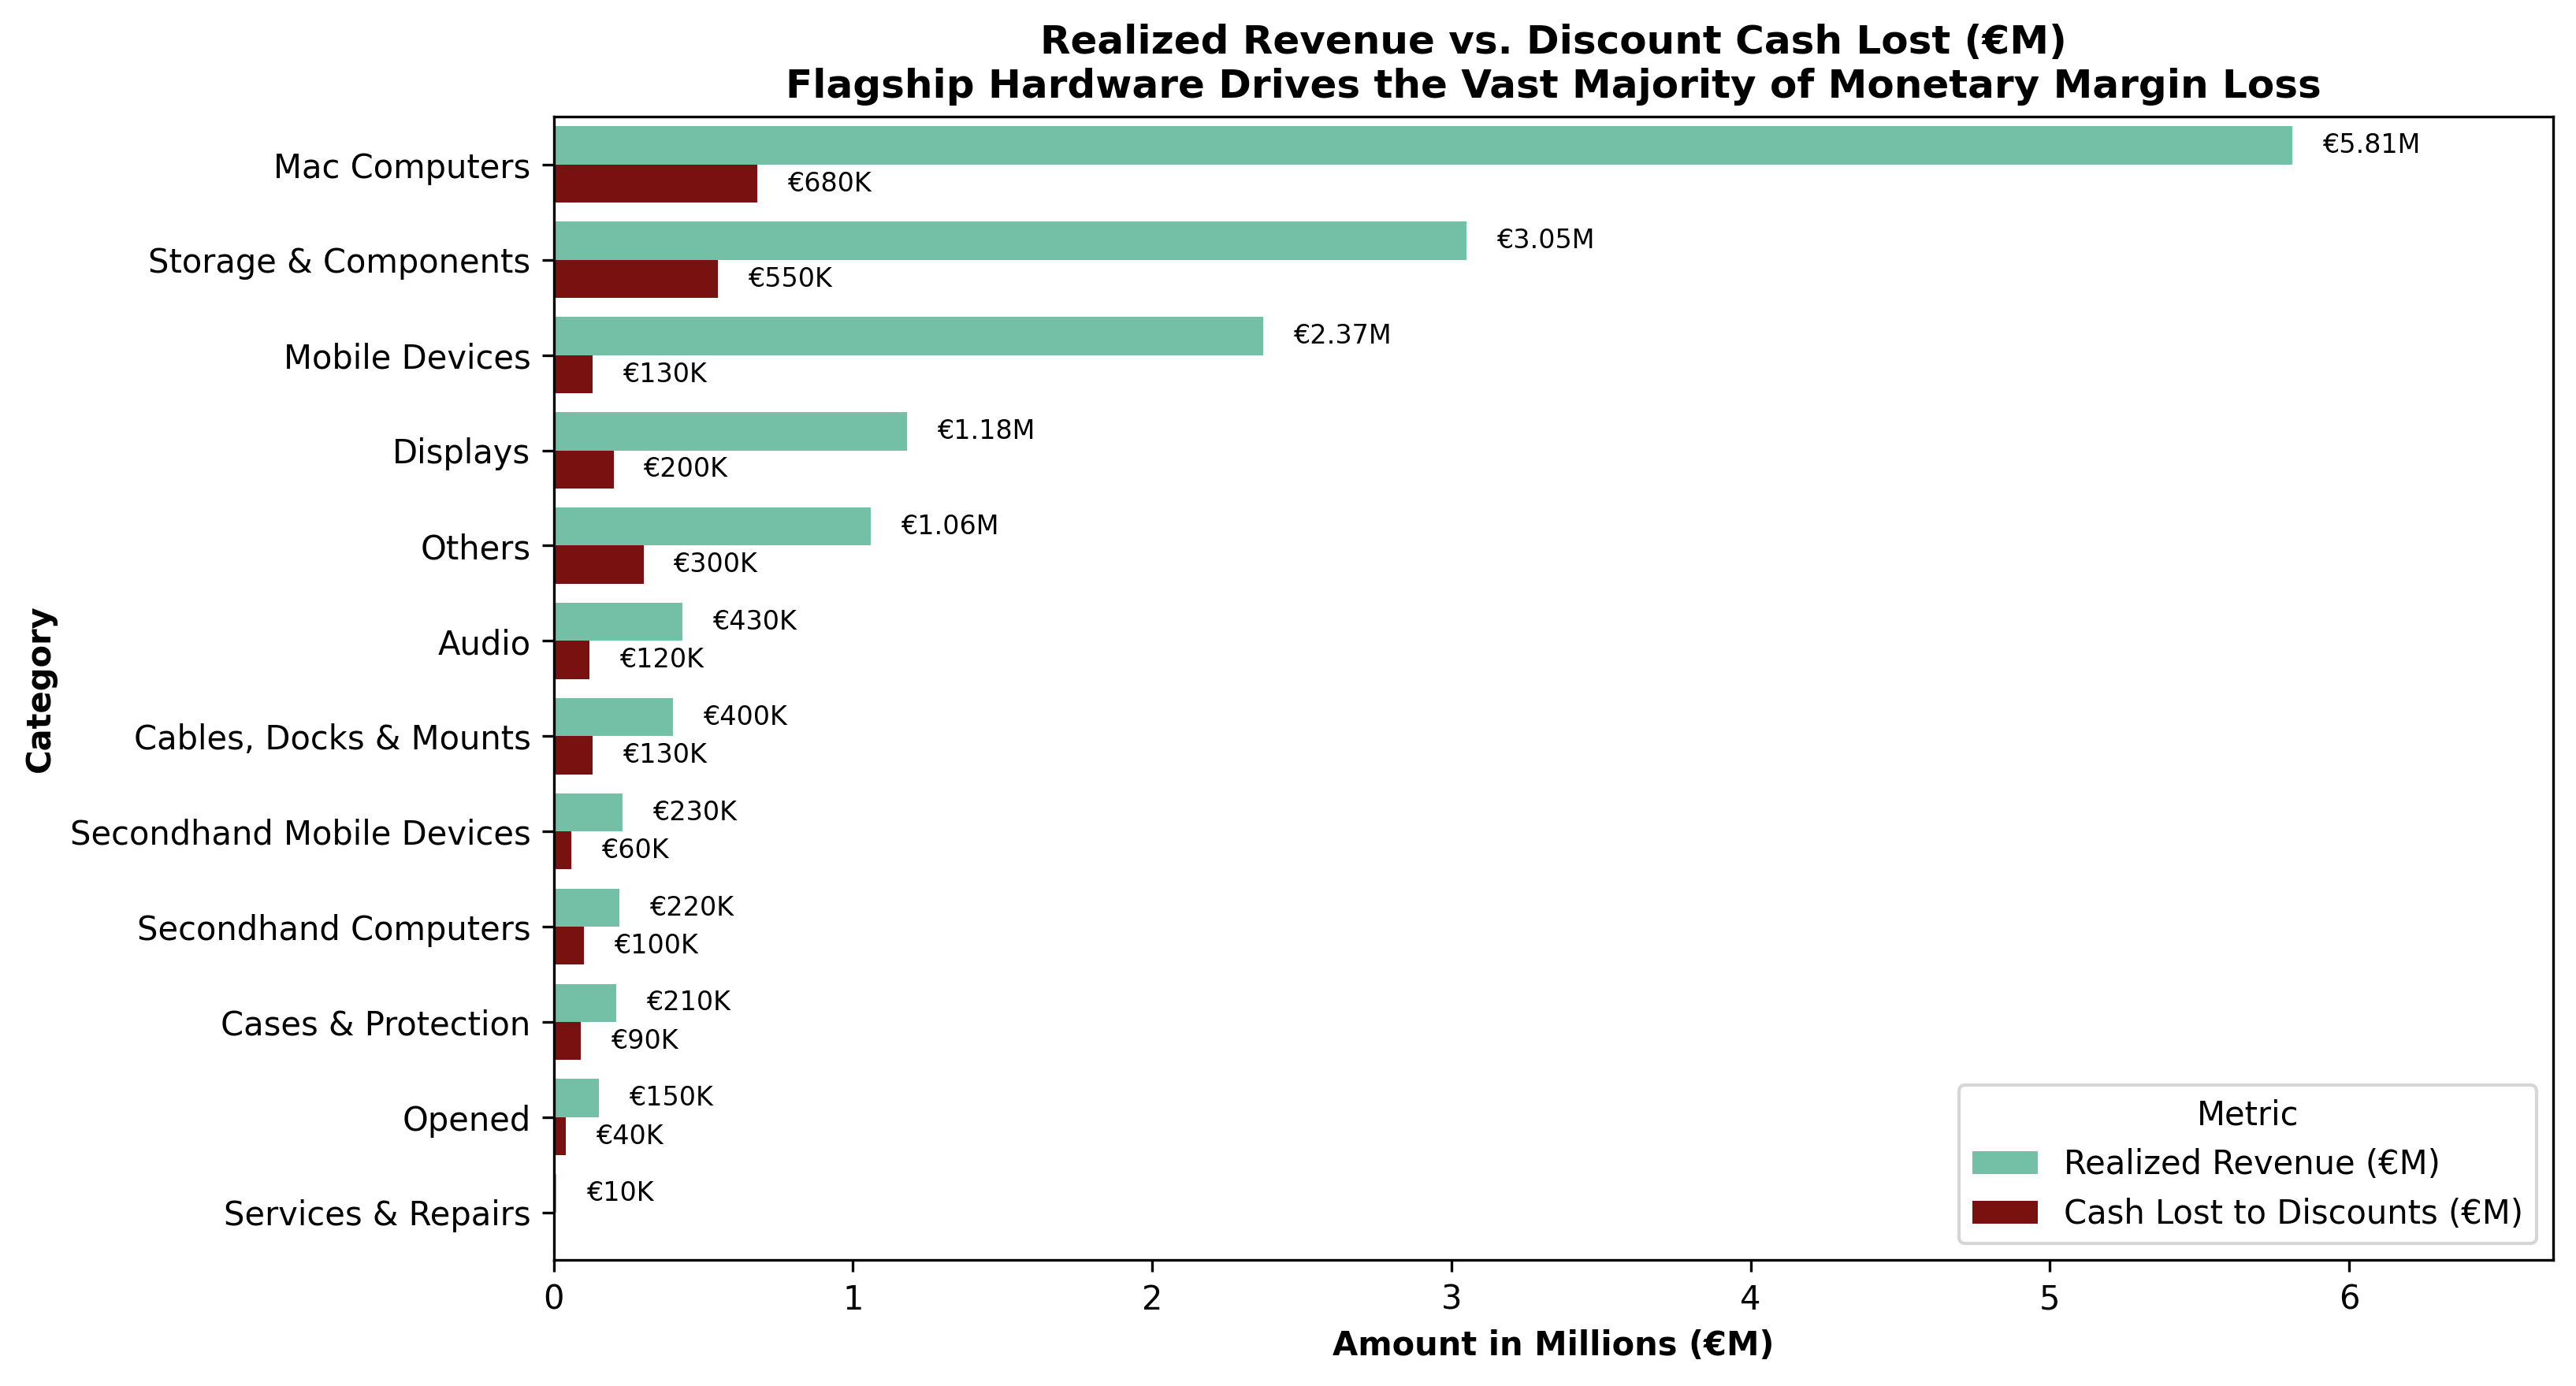 Realized Revenue vs. Discount Cash Lost (€M)
Flagship Hardware Drives the Vast Majority of Monetary Margin Loss
Category
Mac Computers
€5.81M
€680K
Storage & Components
€3.05M
€550K
Mobile Devices
€2.37M
€130K
Displays
€1.18M
€200K
Others
€1.06M
€300K
Audio
€430K
€120K
Cables, Docks & Mounts
€400K
€130K
Secondhand Mobile Devices
€230K
€60K
Secondhand Computers
€220K
€100K
Cases & Protection
€210K
€90K
Opened
€150K
€40K
Services & Repairs
€10K
Metric
Realized Revenue (€M)
Cash Lost to Discounts (€M)
0 1 2 3 4 5 6
Amount in Millions (€M)